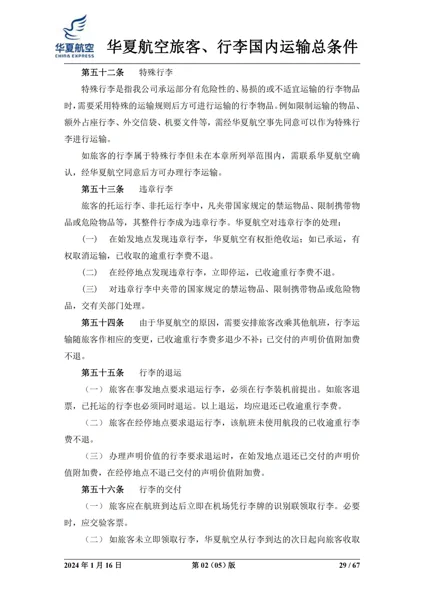 华夏航空
CHINA EXPRESS
华夏航空旅客、行李国内运输总条件
第五十二条 特殊行李
特殊行李是指我公司承运部分有危险性的、易损的或不适宜运输的行李物品
时,需要采用特殊的运输规则后方可进行运输的行李物品。例如限制运输的物品、
额外占座行李、外交信袋、机要文件等，需经华夏航空事先同意可以作为特殊行
李进行运输。
如旅客的行李属于特殊行李但未在本章所列举范围内，需联系华夏航空确
认，经华夏航空同意后方可办理行李运输。
第五十三条 违章行李
旅客的托运行李、非托运行李中，凡夹带国家规定的禁运物品、限制携带物
品或危险物品等，其整件行李成为违章行李。华夏航空对违章行李的处理：
(一) 在始发地点发现违章行李，华夏航空有权拒绝收运；如已承运，有
权取消运输，已收取的逾重行李费不退。
(二) 在经停地点发现违章行李，立即停运，已收逾重行李费不退。
(三) 对违章行李中夹带的国家规定的禁运物品、限制携带物品或危险物
品，交有关部门处理。
第五十四条 由于华夏航空的原因，需要安排旅客改乘其他航班，行李运
输随旅客作相应的变更，已收逾重行李费多退少不补；已交付的声明价值附加费
不退。
第五十五条 行李的退运
（一） 旅客在事发地点要求退运行李，必须在行李装机前提出。如旅客退
票，已托运的行李也必须同时退运。以上退运，均应退还已收逾重行李费。
（二） 旅客在经停地点要求退运行李，该航班未使用航段的已收逾重行李
费不退。
（三） 办理声明价值的行李要求退运时，在始发地点退还已交付的声明价
值附加费，在经停地点不退已交付的声明价值附加费。
第五十六条 行李的交付
（一） 旅客应在航班到达后立即在机场凭行李牌的识别联领取行李。必要
时，应交验客票。
（二） 如旅客未立即领取行李，华夏航空从行李到达的次日起向旅客收取
2024 年 1 月 16 日 第 02（05）版 29 / 67